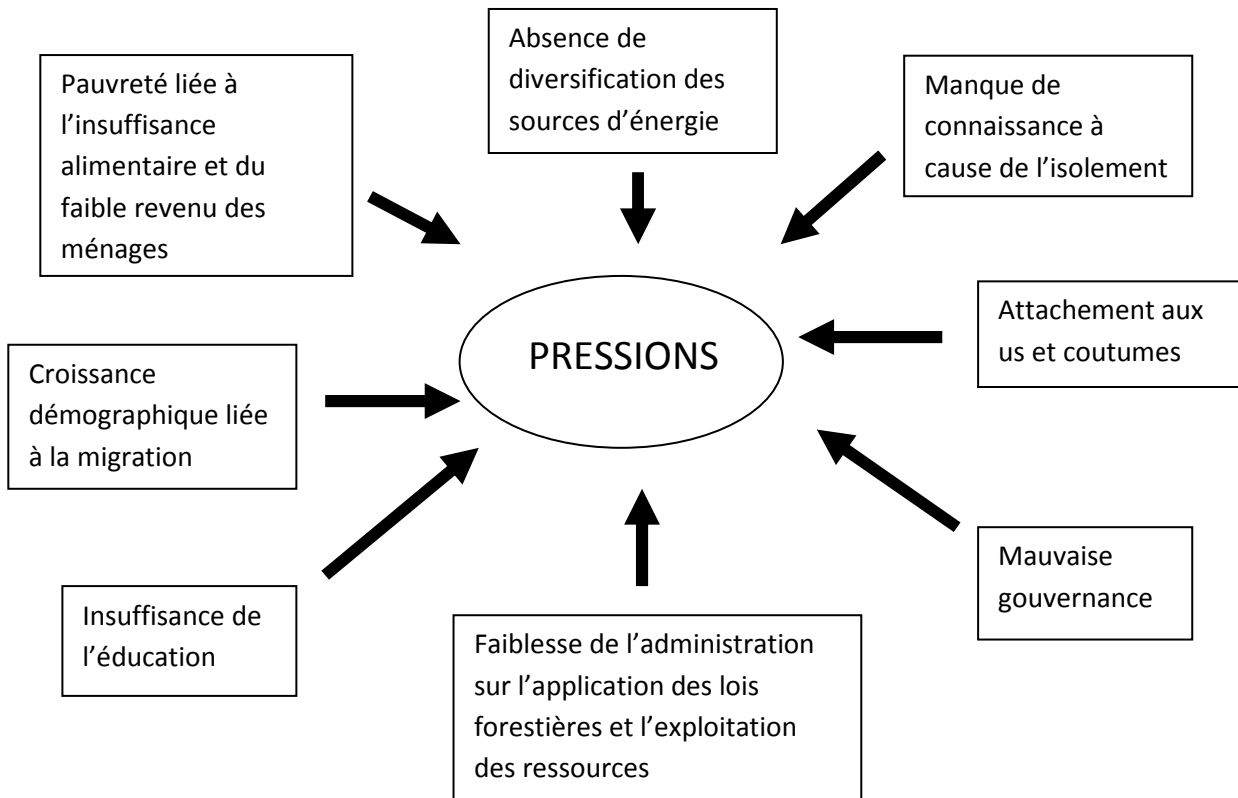 Absence de
diversification des
sources d’énergie
Pauvreté liée à
l’insuffisance
alimentaire et du
faible revenu des
ménages
Manque de
connaissance à
cause de l’isolement
PRESSIONS
Attachement aux
us et coutumes
Croissance
démographique liée
à la migration
Mauvaise
gouvernance
Insuffisance de
l’éducation
Faiblesse de l’administration
sur l’application des lois
forestières et l’exploitation
des ressources